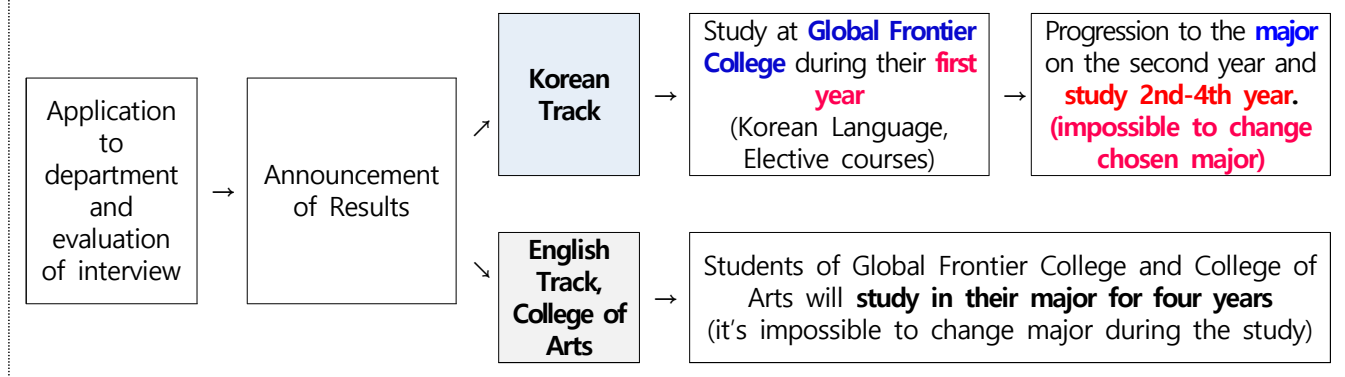 Application
to
department
and
evaluation
of interview
→
Announcement
of Results
↗
Korean
Track
→
Study at Global Frontier
College during their first
year
(Korean Language,
Elective courses)
→
Progression to the major
on the second year and
study 2nd-4th year.
(impossible to change
chosen major)
↘
English
Track,
College of
Arts
→
Students of Global Frontier College and College of
Arts will study in their major for four years
(it's impossible to change major during the study)